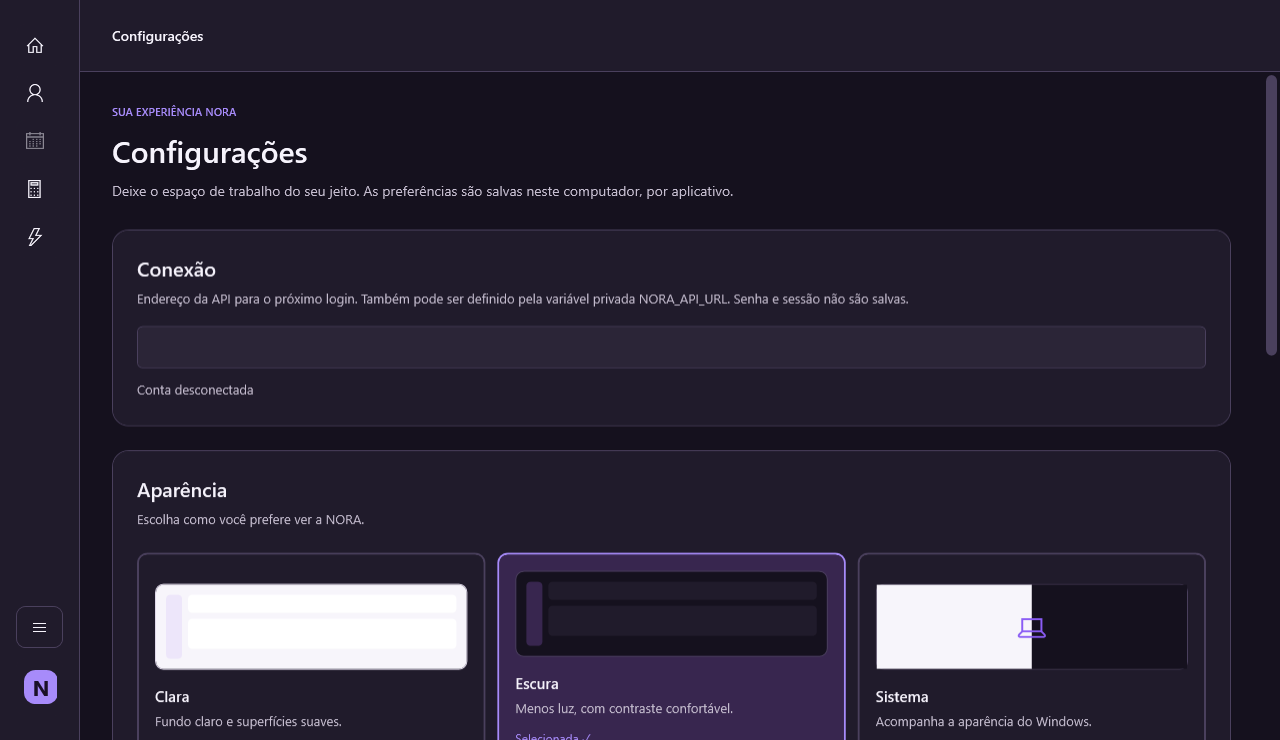 Configurações
SUA EXPERIÊNCIA NORA
Configurações
Deixe o espaço de trabalho do seu jeito. As preferências são salvas neste computador, por aplicativo.
Conexão
Endereço da API para o próximo login. Também pode ser definido pela variável privada NORA_API_URL. Senha e sessão não são salvas.
Conta desconectada
Aparência
Escolha como você prefere ver a NORA.
Clara
Fundo claro e superfícies suaves.
Escura
Menos luz, com contraste confortável.
Selecionada ✓
Sistema
Acompanha a aparência do Windows.
N